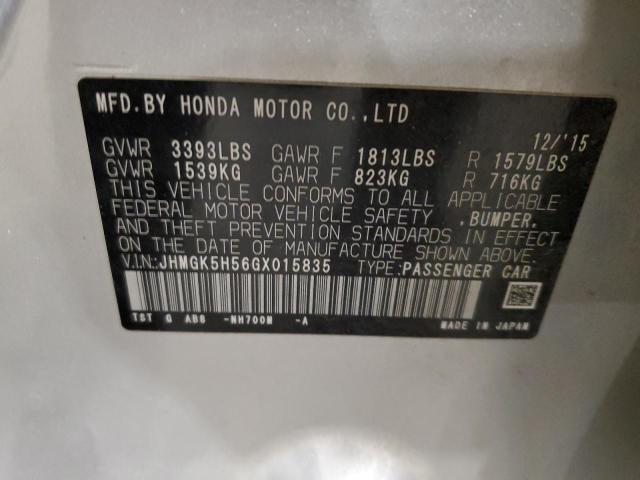 MFD.BY HONDA MOTOR CO.,LTD
12/'15
GVWR 3393LBS GAWR F 1813LBS R 1579LBS
GVWR 1539KG GAWR F 823KG R 716KG
THIS VEHICLE CONFORMS TO ALL APPLICABLE
FEDERAL MOTOR VEHICLE SAFETY ,BUMPER,
AND THEFT PREVENTION STANDARDS IN EFFECT
ON THE DATE OF MANUFACTURE SHOWN ABOVE.
V.I.N.:JHMGK5H56GX015835 TYPE:PASSENGER CAR
TST G AB6 -NH700M -A
MADE IN JAPAN